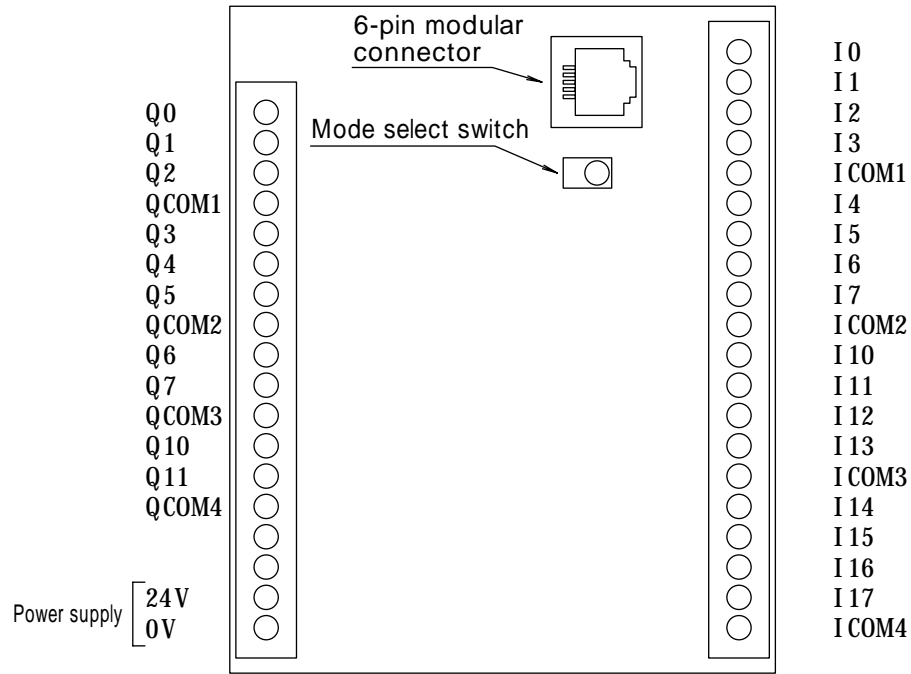 6-pin modular
connector
Mode select switch
Q0
Q1
Q2
QCOM1
Q3
Q4
Q5
QCOM2
Q6
Q7
QCOM3
Q10
Q11
QCOM4
Power supply
24V
0V
I0
I1
I2
I3
ICOM1
I4
I5
I6
I7
ICOM2
I10
I11
I12
I13
ICOM3
I14
I15
I16
I17
ICOM4